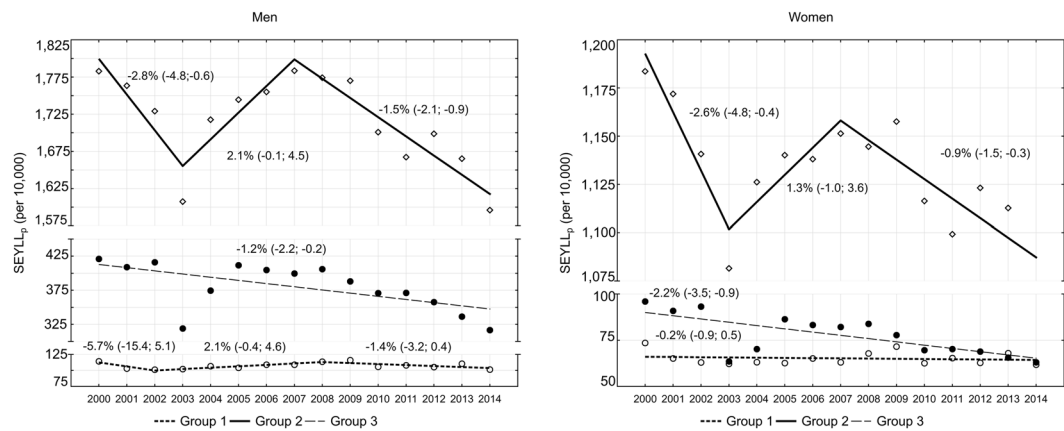 Men
1,825
1,775
1,725
1,675
1,625
1,575
425
375
325
125
75
SEYLLp (per 10,000)
-2.8% (-4.8;-0.6)
2.1% (-0.1; 4.5)
-1.5% (-2.1; -0.9)
-1.2% (-2.2; -0.2)
-5.7% (-15.4; 5.1)
2.1% (-0.4; 4.6)
-1.4% (-3.2; 0.4)
2000 2001 2002 2003 2004 2005 2006 2007 2008 2009 2010 2011 2012 2013 2014
Group 1 Group 2 Group 3
Women
1,200
1,175
1,150
1,125
1,100
1,075
100
75
50
SEYLLp (per 10,000)
-2.6% (-4.8; -0.4)
1.3% (-1.0; 3.6)
-0.9% (-1.5; -0.3)
-2.2% (-3.5; -0.9)
-0.2% (-0.9; 0.5)
2000 2001 2002 2003 2004 2005 2006 2007 2008 2009 2010 2011 2012 2013 2014
Group 1 Group 2 Group 3